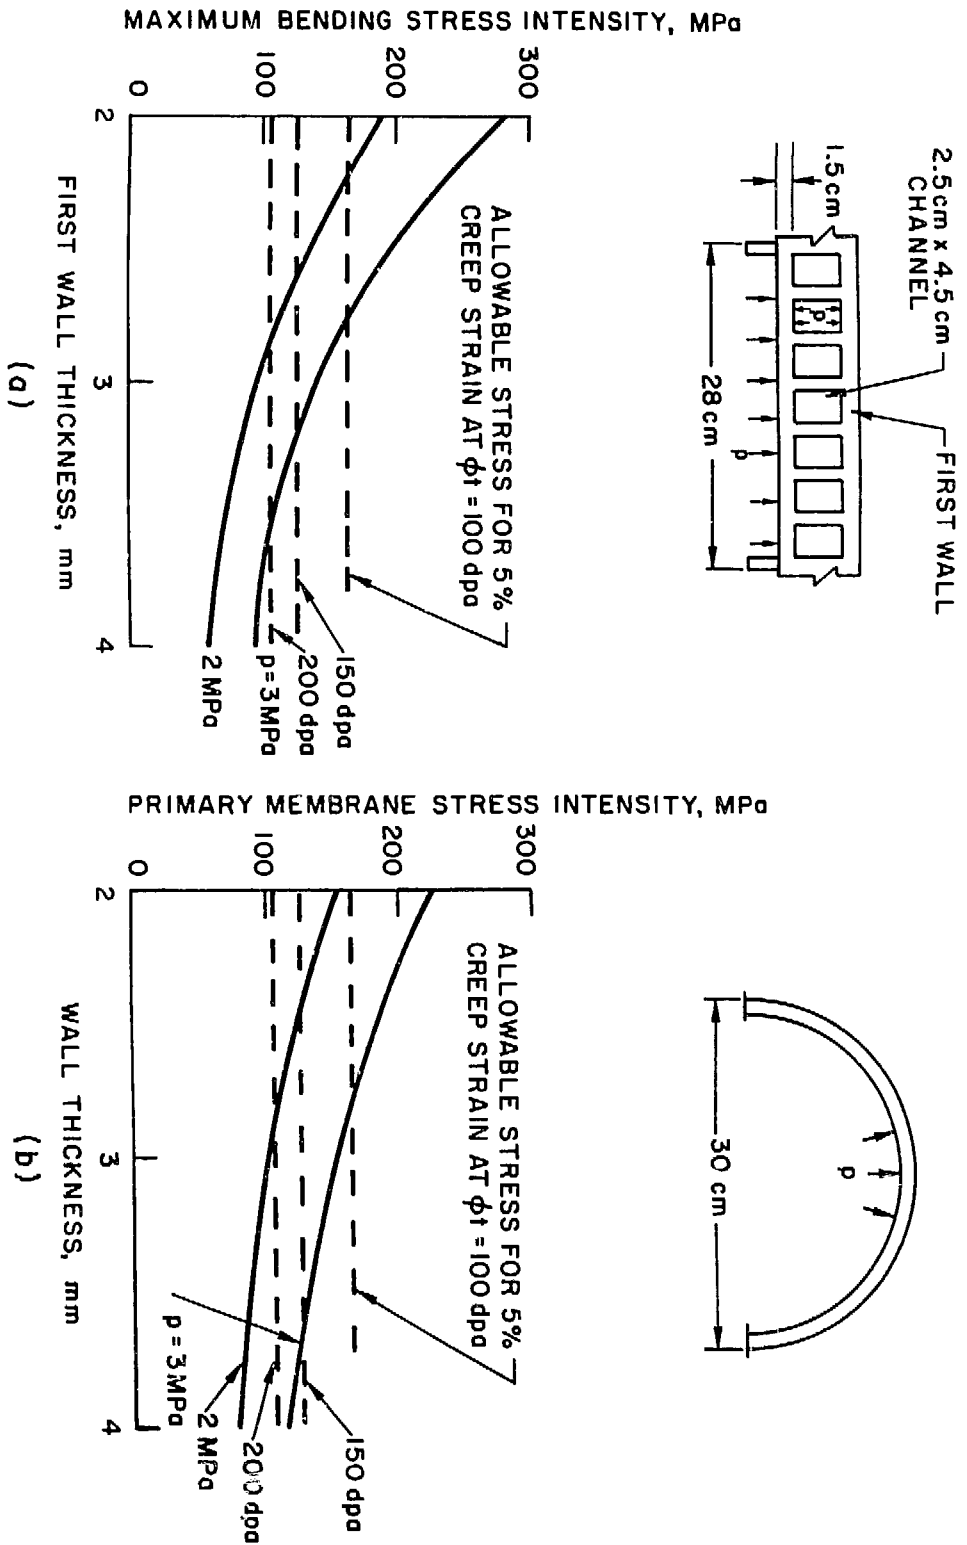 2.5 cm x 4.5 cm
CHANNEL
FIRST WALL
1.5 cm
p
28 cm
p
MAXIMUM BENDING STRESS INTENSITY, MPa
300
200
100
0
ALLOWABLE STRESS FOR 5%
CREEP STRAIN AT ϕt = 100 dpa
150 dpa
200 dpa
p = 3 MPa
2 MPa
2
3
4
FIRST WALL THICKNESS, mm
(a)
p
30 cm
PRIMARY MEMBRANE STRESS INTENSITY, MPa
300
200
100
0
ALLOWABLE STRESS FOR 5%
CREEP STRAIN AT ϕt = 100 dpa
150 dpa
200 dpa
2 MPa
p = 3 MPa
2
3
4
WALL THICKNESS, mm
(b)